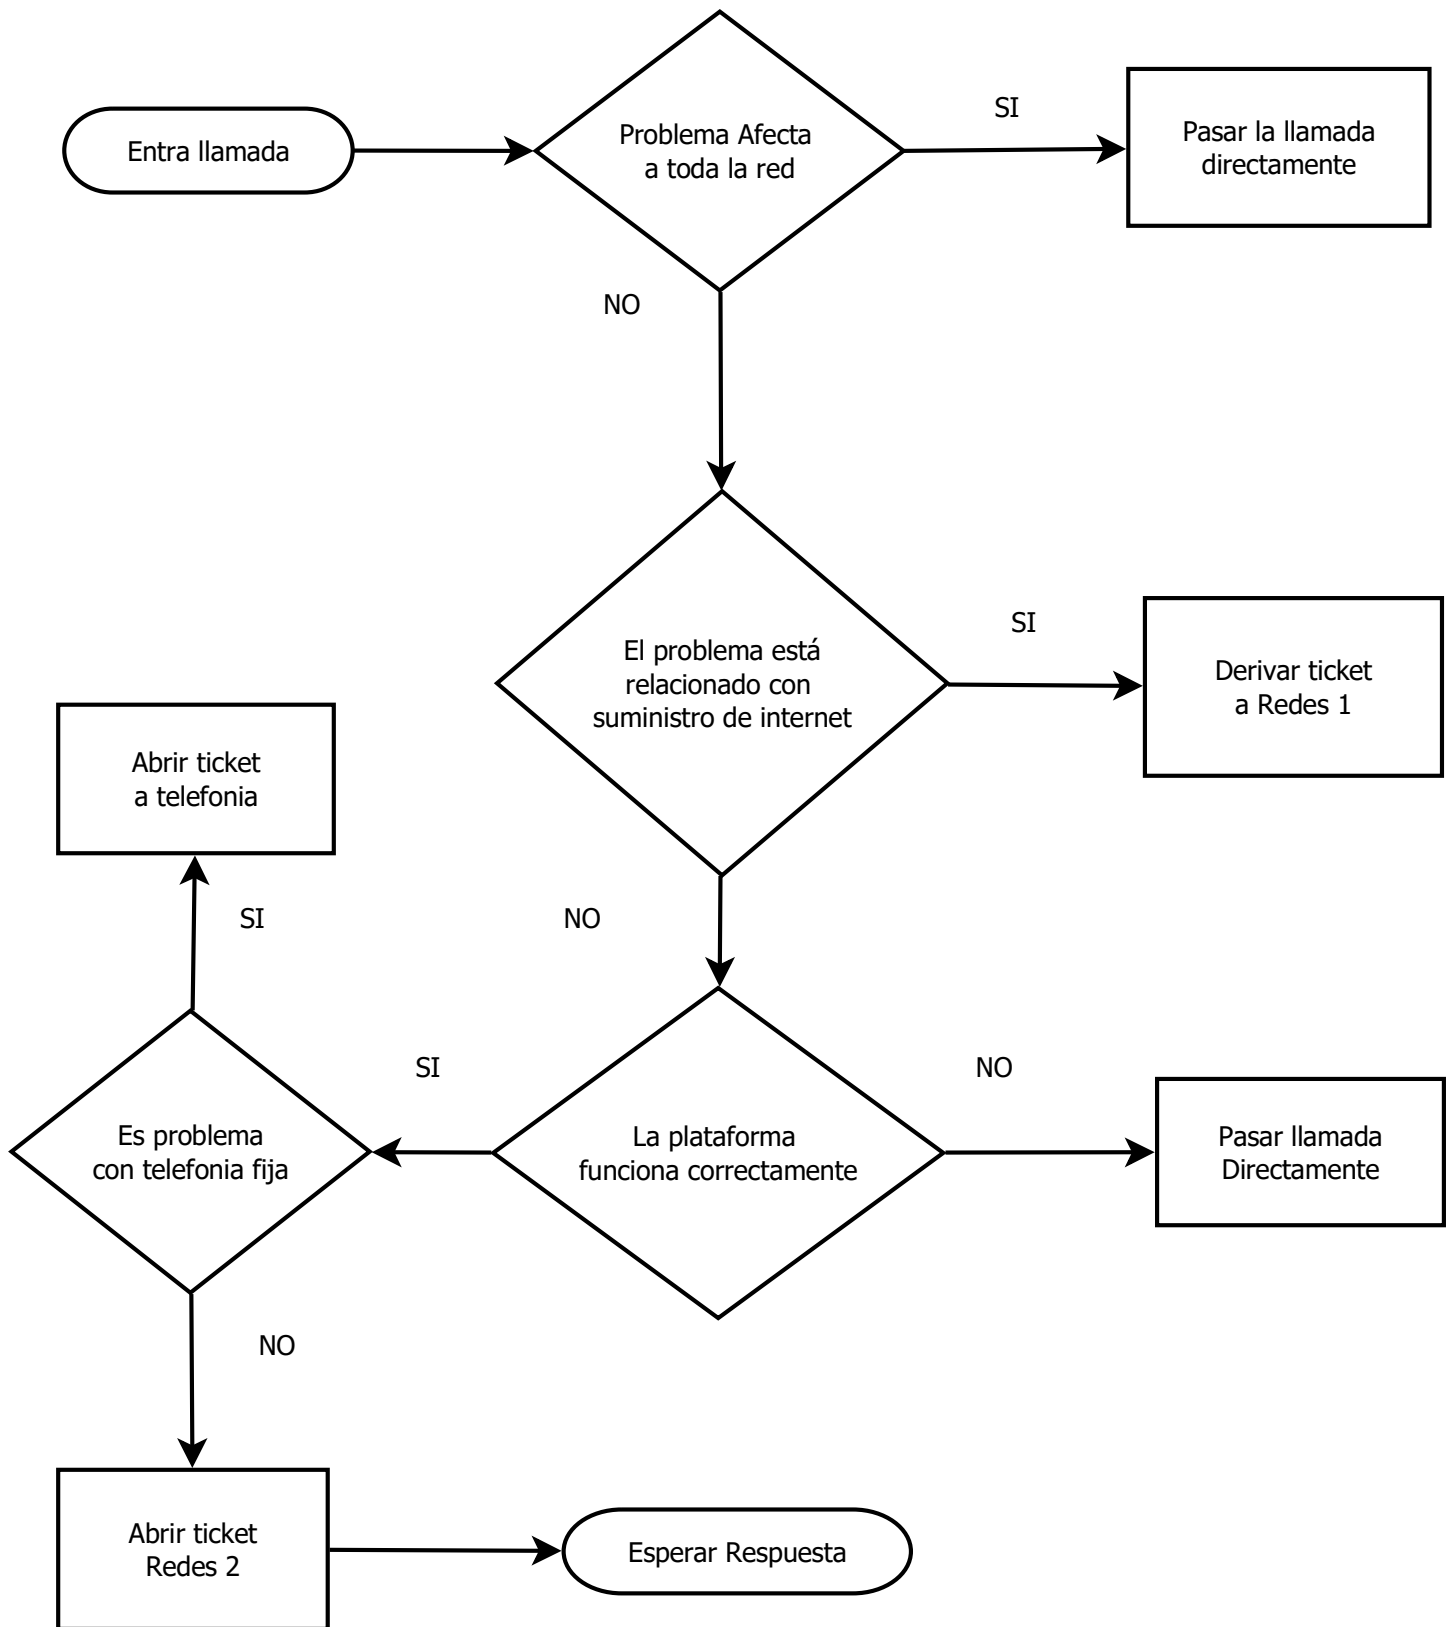 Entra llamada
Problema Afecta
a toda la red
SI
Pasar la llamada
directamente
NO
El problema está
relacionado con
suministro de internet
SI
Derivar ticket
a Redes 1
Abrir ticket
a telefonia
SI
NO
Es problema
con telefonia fija
SI
La plataforma
funciona correctamente
NO
Pasar llamada
Directamente
NO
Abrir ticket
Redes 2
Esperar Respuesta